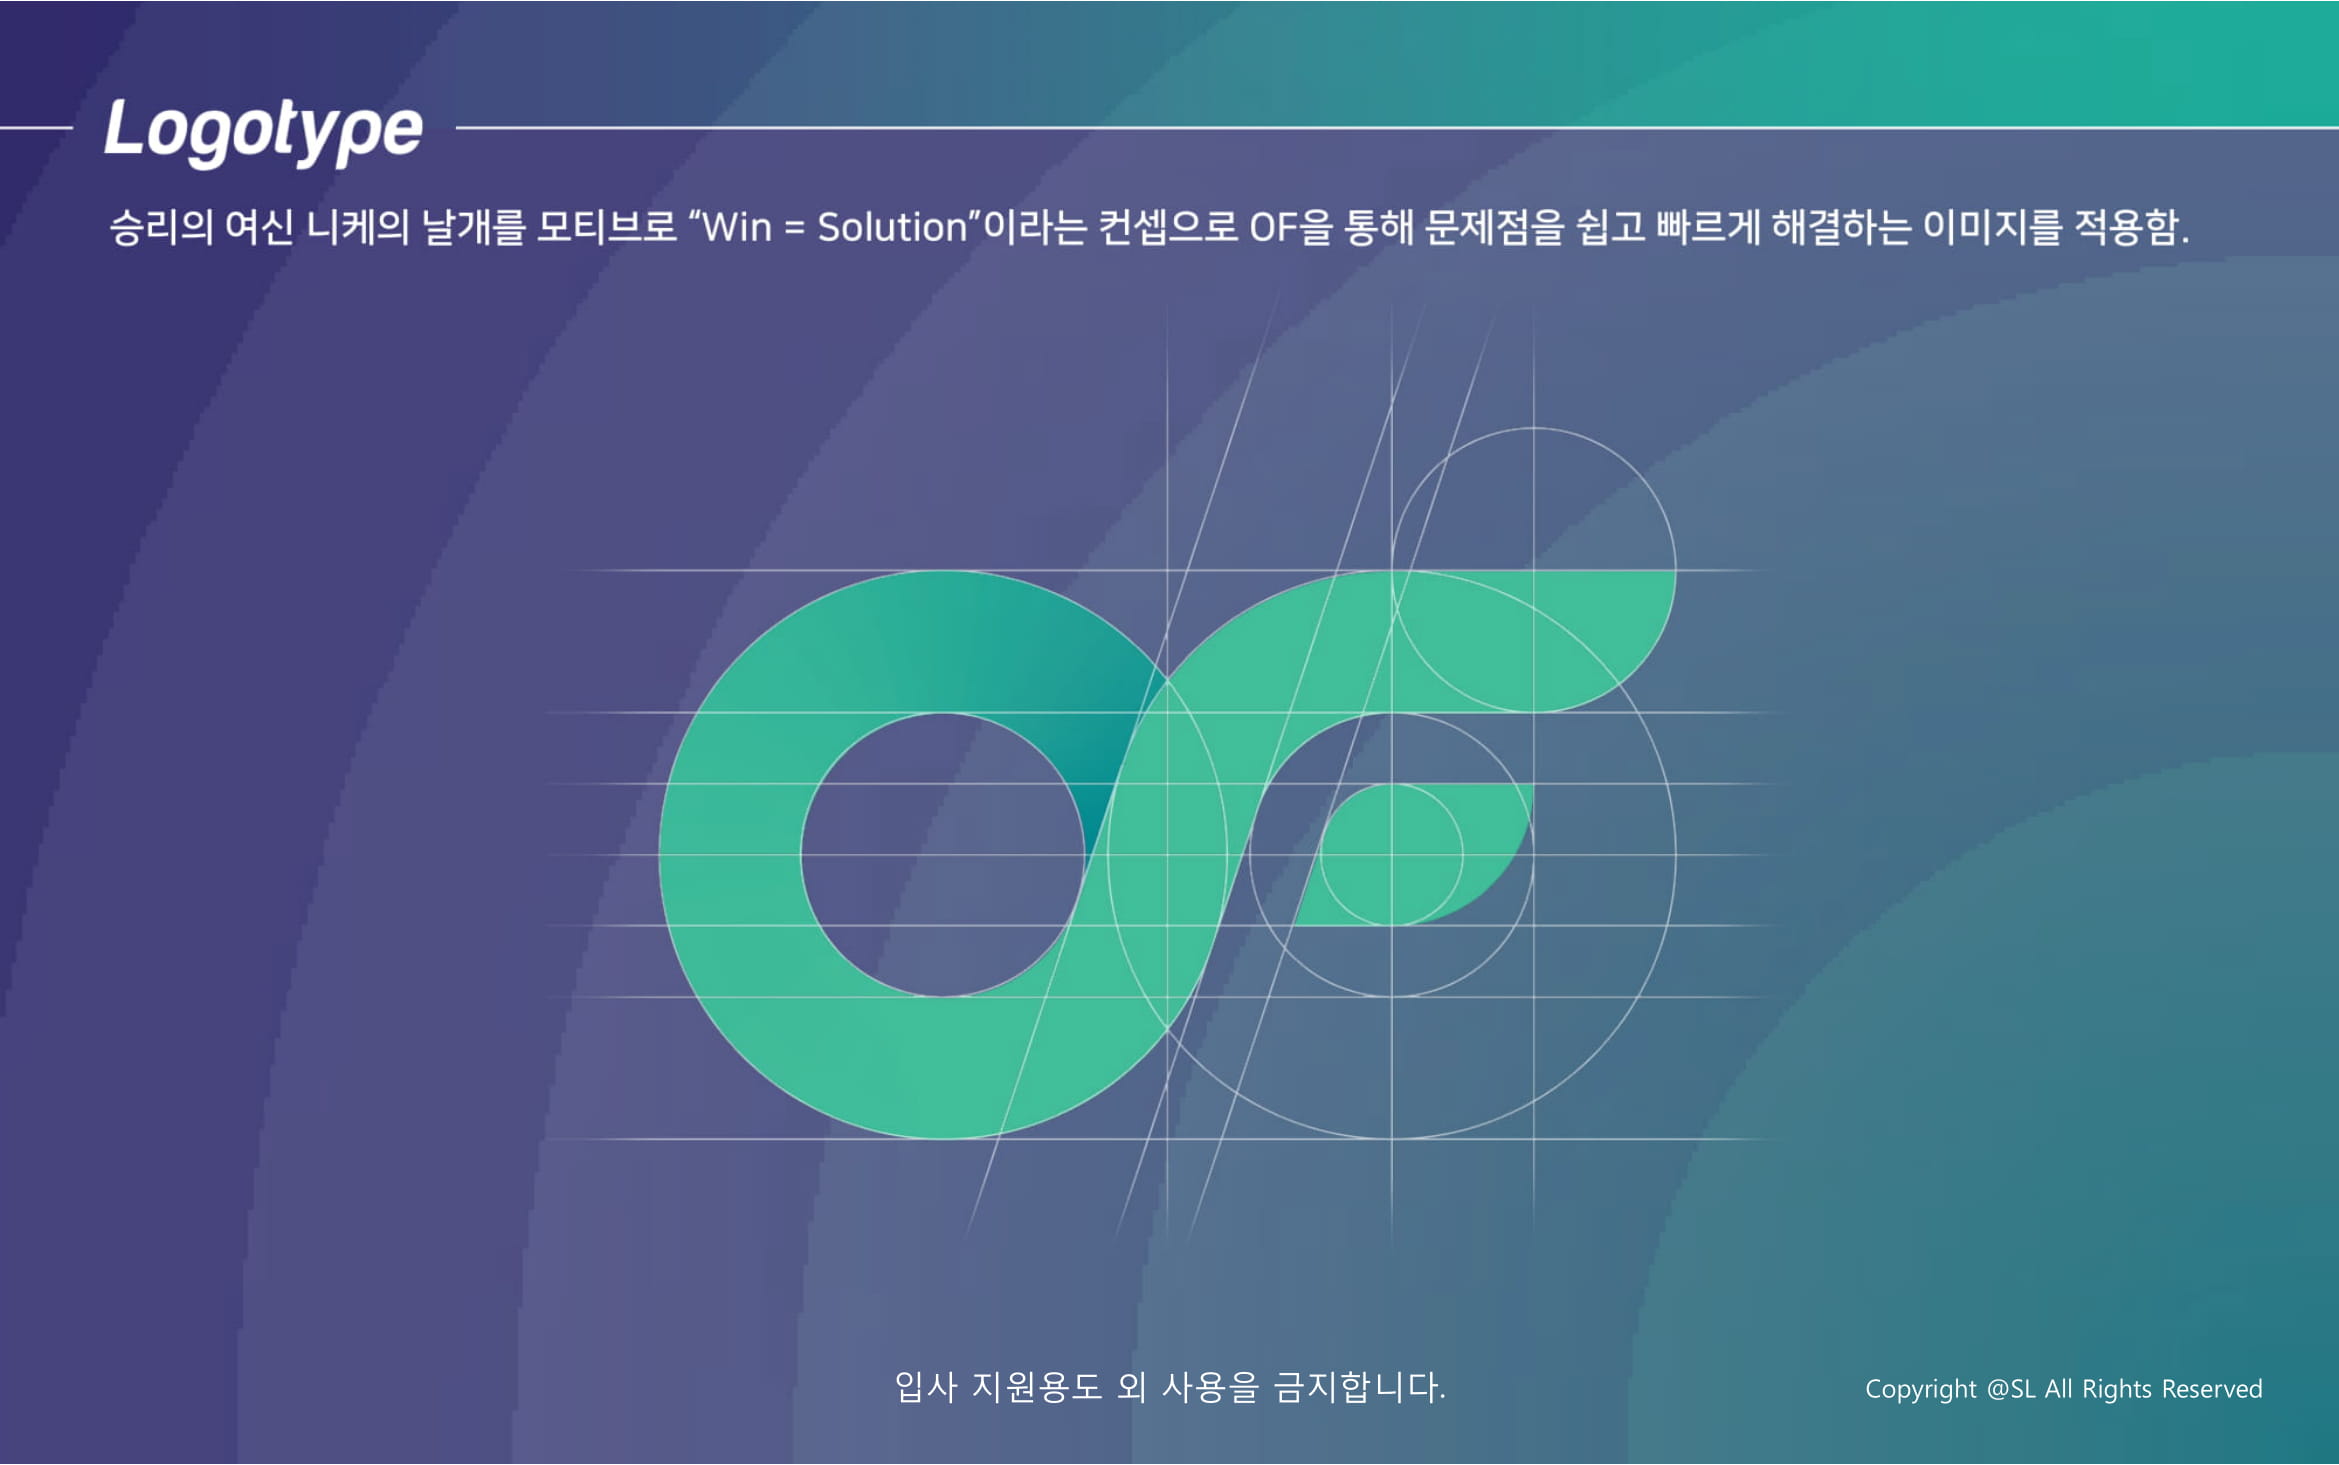 Logotype
승리의 여신 니케의 날개를 모티브로 “Win = Solution”이라는 컨셉으로 OF을 통해 문제점을 쉽고 빠르게 해결하는 이미지를 적용함.
입사 지원용도 외 사용을 금지합니다.
Copyright @SL All Rights Reserved